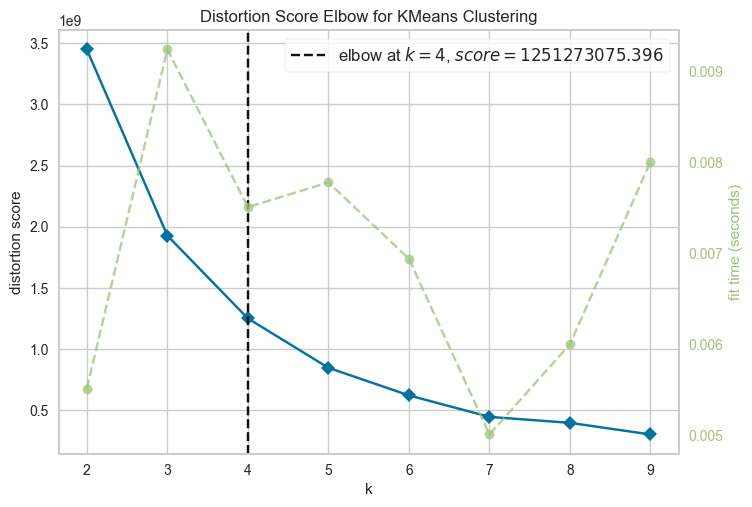 Distortion Score Elbow for KMeans Clustering
1e9
elbow at k = 4, score = 1251273075.396
3.5
3.0
2.5
2.0
1.5
1.0
0.5
distortion score
0.009
0.008
0.007
0.006
0.005
fit time (seconds)
2 3 4 5 6 7 8 9
k